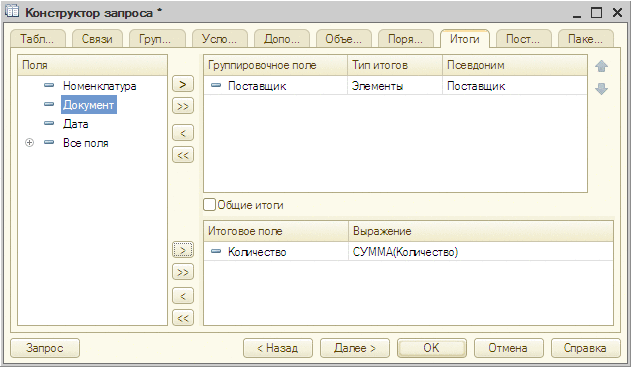 Конструктор запроса *
Табл... Связи Груп... Усло... Допо... Объе... Поря... Итоги Пост... Паке...
Поля
Номенклатура
Документ
Дата
Все поля
>
>>
<
<<
>
>>
<
<<
Группировочное поле Тип итогов Псевдоним
Поставщик Элементы Поставщик
Общие итоги
Итоговое поле Выражение
Количество СУММА(Количество)
Запрос < Назад Далее > OK Отмена Справка